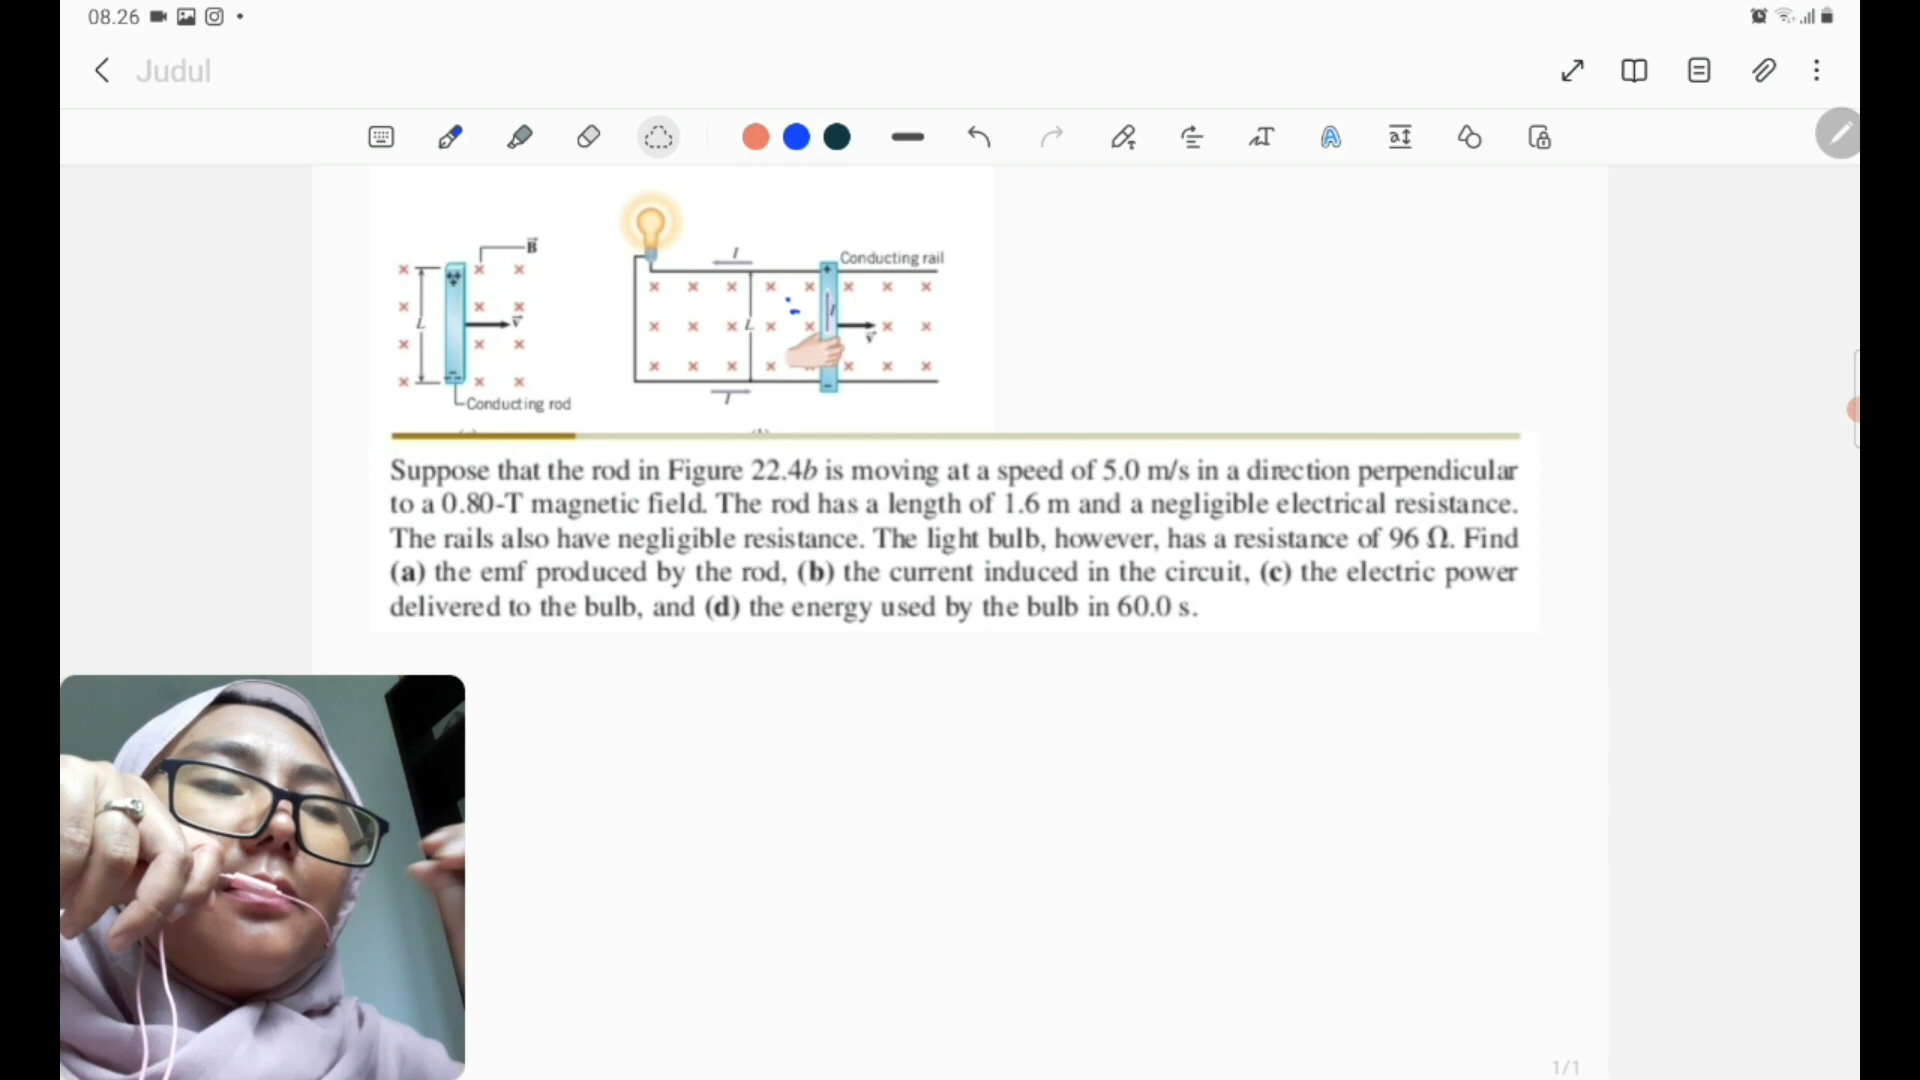 08.26
Judul
B
Conducting rail
I
L
L
I
v
v
I
Conducting rod
Suppose that the rod in Figure 22.4b is moving at a speed of 5.0 m/s in a direction perpendicular
to a 0.80-T magnetic field. The rod has a length of 1.6 m and a negligible electrical resistance.
The rails also have negligible resistance. The light bulb, however, has a resistance of 96 Ω. Find
(a) the emf produced by the rod, (b) the current induced in the circuit, (c) the electric power
delivered to the bulb, and (d) the energy used by the bulb in 60.0 s.
1/1